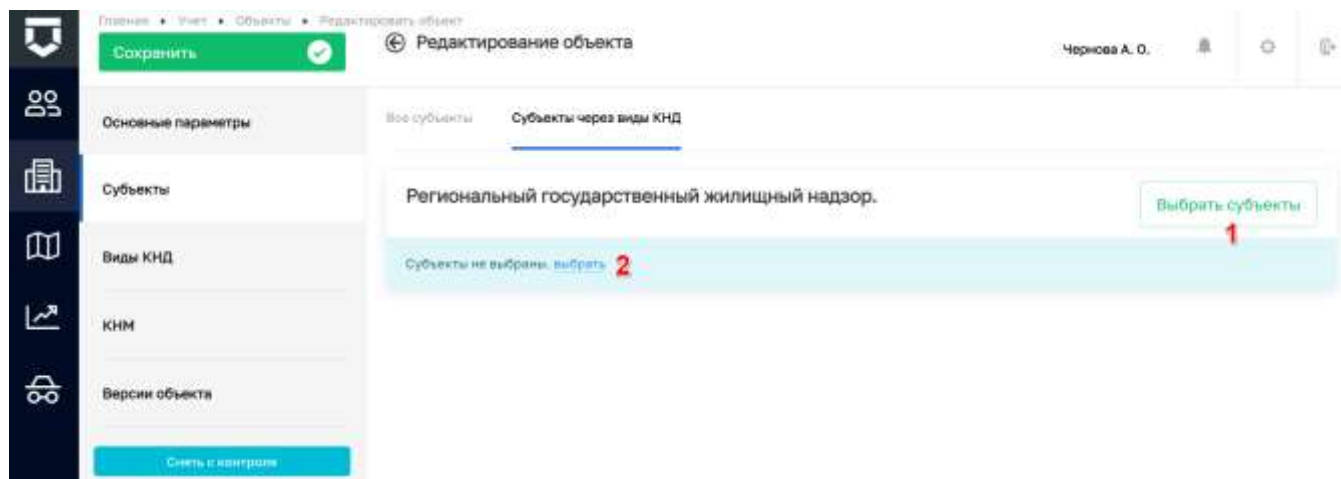 Главная • Учет • Объекты • Редактировать объект
Сохранить
Редактирование объекта
Чернова А. О.
Основные параметры
Все субъекты
Субъекты через виды КНД
Субъекты
Региональный государственный жилищный надзор.
Выбрать субъекты
1
Виды КНД
Субъекты не выбраны, выбрать 2
КНМ
Версии объекта
Снять с контроля